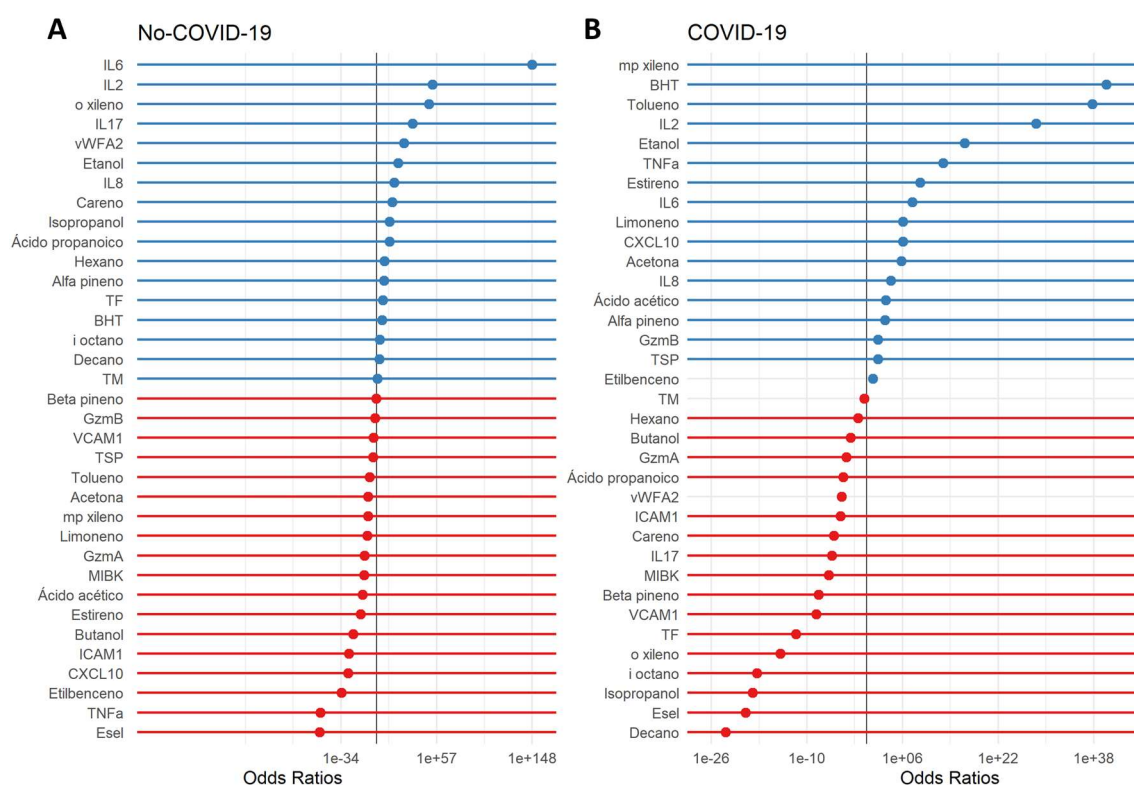 A
No-COVID-19
IL6
IL2
o xileno
IL17
vWFA2
Etanol
IL8
Careno
Isopropanol
Ácido propanoico
Hexano
Alfa pineno
TF
BHT
i octano
Decano
TM
Beta pineno
GzmB
VCAM1
TSP
Tolueno
Acetona
mp xileno
Limoneno
GzmA
MIBK
Ácido acético
Estireno
Butanol
ICAM1
CXCL10
Etilbenceno
TNFa
Esel
1e-34
1e+57
1e+148
Odds Ratios
B
COVID-19
mp xileno
BHT
Tolueno
IL2
Etanol
TNFa
Estireno
IL6
Limoneno
CXCL10
Acetona
IL8
Ácido acético
Alfa pineno
GzmB
TSP
Etilbenceno
TM
Hexano
Butanol
GzmA
Ácido propanoico
vWFA2
ICAM1
Careno
IL17
MIBK
Beta pineno
VCAM1
TF
o xileno
i octano
Isopropanol
Esel
Decano
1e-26
1e-10
1e+06
1e+22
1e+38
Odds Ratios